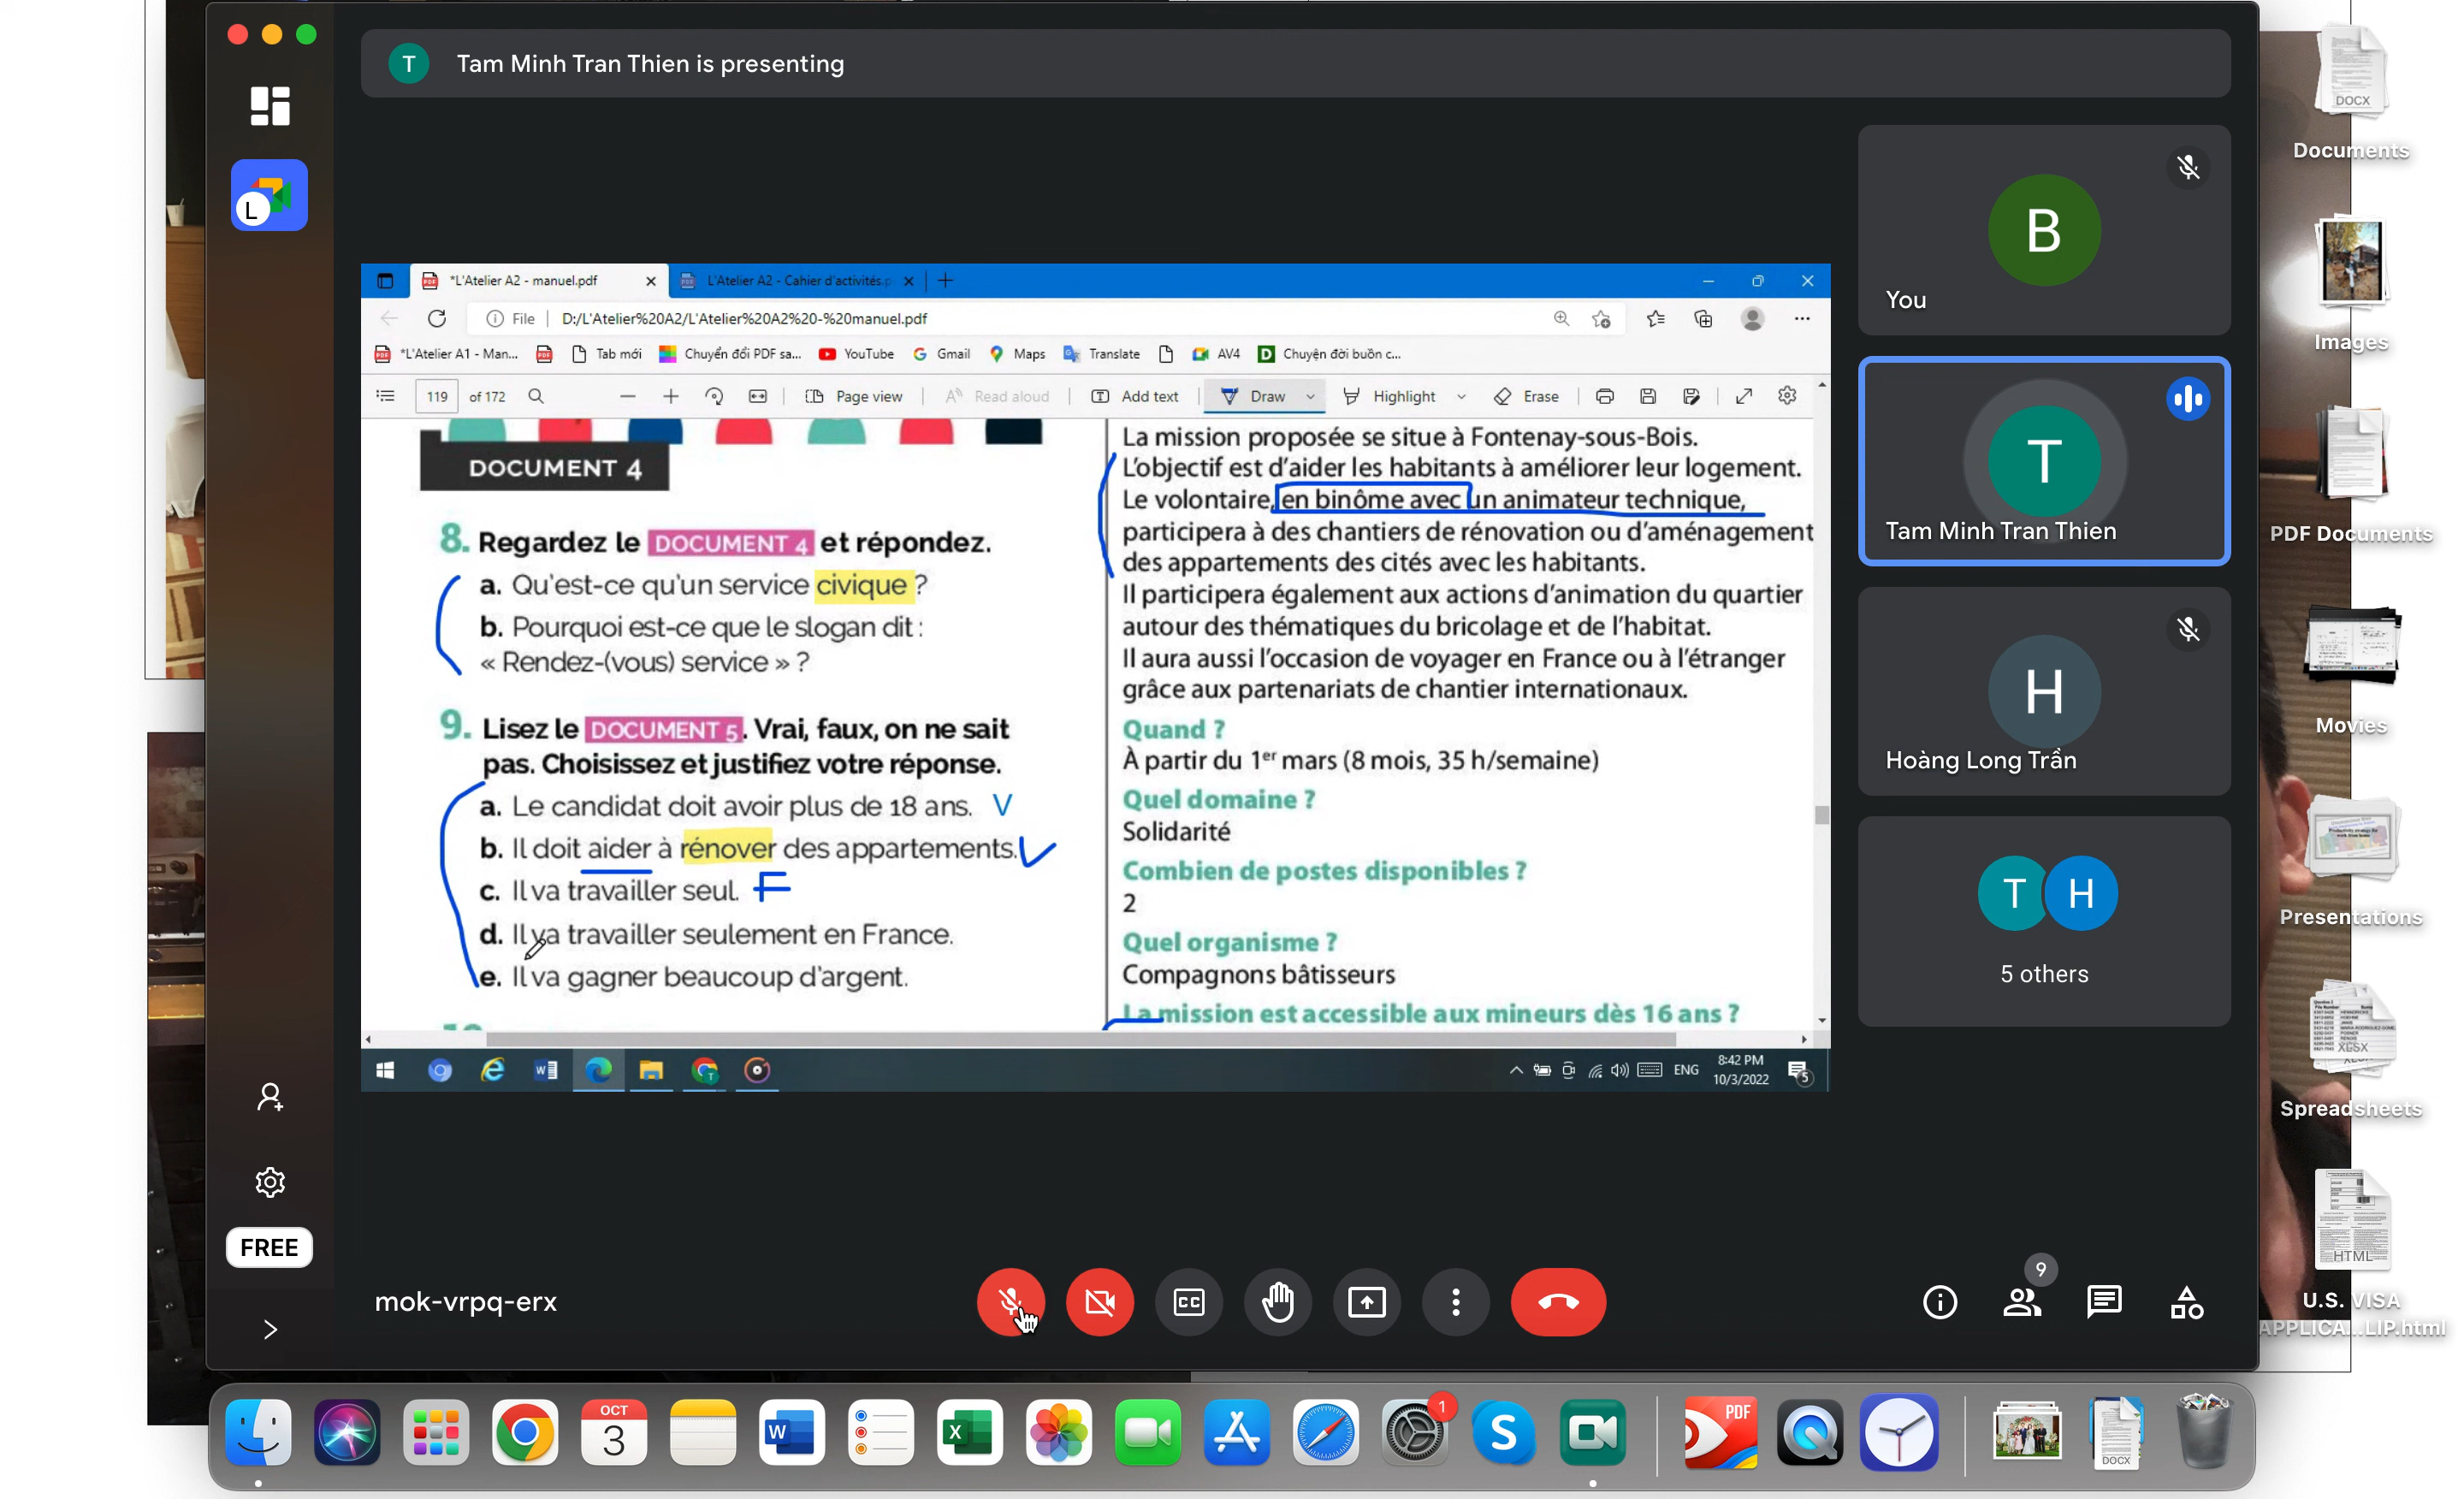 T Tam Minh Tran Thien is presenting
L
*L'Atelier A2 - manuel.pdf
L'Atelier A2 - Cahier d'activités.p
File D:/L'Atelier%20A2/L'Atelier%20A2%20-%20manuel.pdf
*L'Atelier A1 - Man...
Tab mới
Chuyển đổi PDF sa...
YouTube
Gmail
Maps
Translate
AV4
Chuyện đời buồn c...
119 of 172
Page view
Read aloud
Add text
Draw
Highlight
Erase
DOCUMENT 4
8. Regardez le DOCUMENT 4 et répondez.
a. Qu'est-ce qu'un service civique ?
b. Pourquoi est-ce que le slogan dit :
« Rendez-(vous) service » ?
9. Lisez le DOCUMENT 5. Vrai, faux, on ne sait
pas. Choisissez et justifiez votre réponse.
a. Le candidat doit avoir plus de 18 ans. V
b. Il doit aider à rénover des appartements. V
c. Il va travailler seul. F
d. Il va travailler seulement en France.
e. Il va gagner beaucoup d'argent.
La mission proposée se situe à Fontenay-sous-Bois.
L'objectif est d'aider les habitants à améliorer leur logement.
Le volontaire, en binôme avec un animateur technique,
participera à des chantiers de rénovation ou d'aménagement
des appartements des cités avec les habitants.
Il participera également aux actions d'animation du quartier
autour des thématiques du bricolage et de l'habitat.
Il aura aussi l'occasion de voyager en France ou à l'étranger
grâce aux partenariats de chantier internationaux.
Quand ?
À partir du 1er mars (8 mois, 35 h/semaine)
Quel domaine ?
Solidarité
Combien de postes disponibles ?
2
Quel organisme ?
Compagnons bâtisseurs
La mission est accessible aux mineurs dès 16 ans ?
ENG
8:42 PM
10/3/2022
5
B
You
T
Tam Minh Tran Thien
H
Hoàng Long Trần
T H
5 others
FREE
mok-vrpq-erx
9
DOCX
Documents
Images
PDF Documents
Movies
Presentations
XLSX
Spreadsheets
HTML
U.S. VISA
APPLICA...LIP.html
OCT
3
1
PDF
DOCX